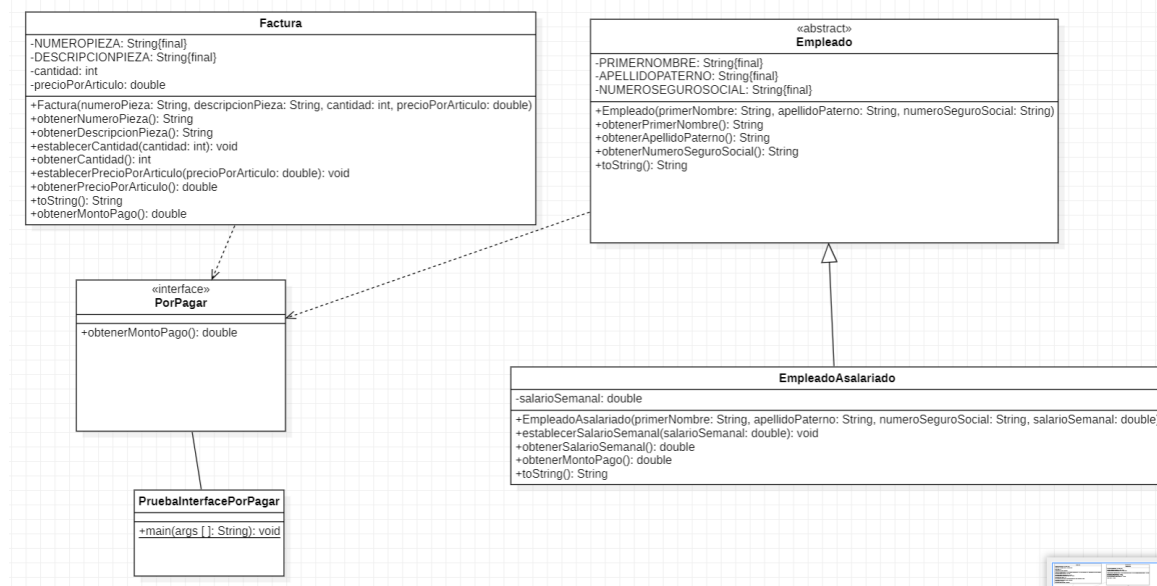 Factura
-NUMEROPIEZA: String{final}
-DESCRIPCIONPIEZA: String{final}
-cantidad: int
-precioPorArticulo: double
+Factura(numeroPieza: String, descripcionPieza: String, cantidad: int, precioPorArticulo: double)
+obtenerNumeroPieza(): String
+obtenerDescripcionPieza(): String
+establecerCantidad(cantidad: int): void
+obtenerCantidad(): int
+establecerPrecioPorArticulo(precioPorArticulo: double): void
+obtenerPrecioPorArticulo(): double
+toString(): String
+obtenerMontoPago(): double
«abstract»
Empleado
-PRIMERNOMBRE: String{final}
-APELLIDOPATERNO: String{final}
-NUMEROSEGUROSOCIAL: String{final}
+Empleado(primerNombre: String, apellidoPaterno: String, numeroSeguroSocial: String)
+obtenerPrimerNombre(): String
+obtenerApellidoPaterno(): String
+obtenerNumeroSeguroSocial(): String
+toString(): String
«interface»
PorPagar
+obtenerMontoPago(): double
EmpleadoAsalariado
-salarioSemanal: double
+EmpleadoAsalariado(primerNombre: String, apellidoPaterno: String, numeroSeguroSocial: String, salarioSemanal: double)
+establecerSalarioSemanal(salarioSemanal: double): void
+obtenerSalarioSemanal(): double
+obtenerMontoPago(): double
+toString(): String
PruebaInterfacePorPagar
+main(args [ ]: String): void